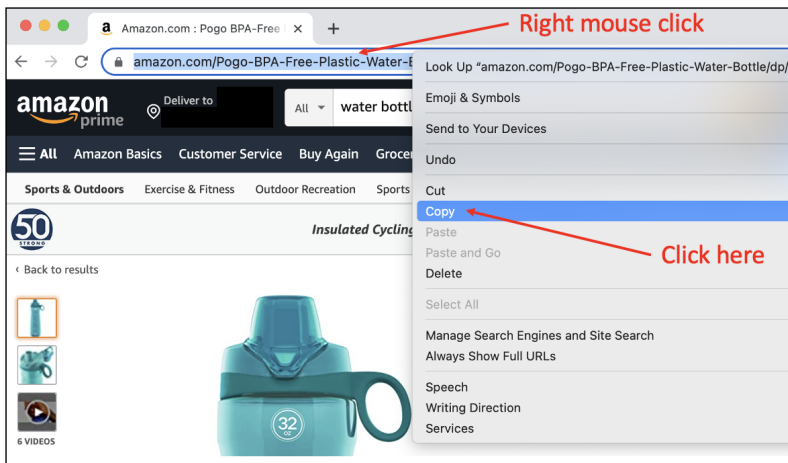 Right mouse click
Amazon.com : Pogo BPA-Free
amazon.com/Pogo-BPA-Free-Plastic-Water-B
Look Up “amazon.com/Pogo-BPA-Free-Plastic-Water-Bottle/dp/
Emoji & Symbols
Send to Your Devices
Undo
Cut
Copy
Paste
Paste and Go
Delete
Select All
Manage Search Engines and Site Search
Always Show Full URLs
Speech
Writing Direction
Services
Click here
amazon
prime
Deliver to
All
water bottl
All Amazon Basics Customer Service Buy Again Grocer
Sports & Outdoors Exercise & Fitness Outdoor Recreation Sports
50
STRONG
Insulated Cycling
‹ Back to results
6 VIDEOS
32
OZ